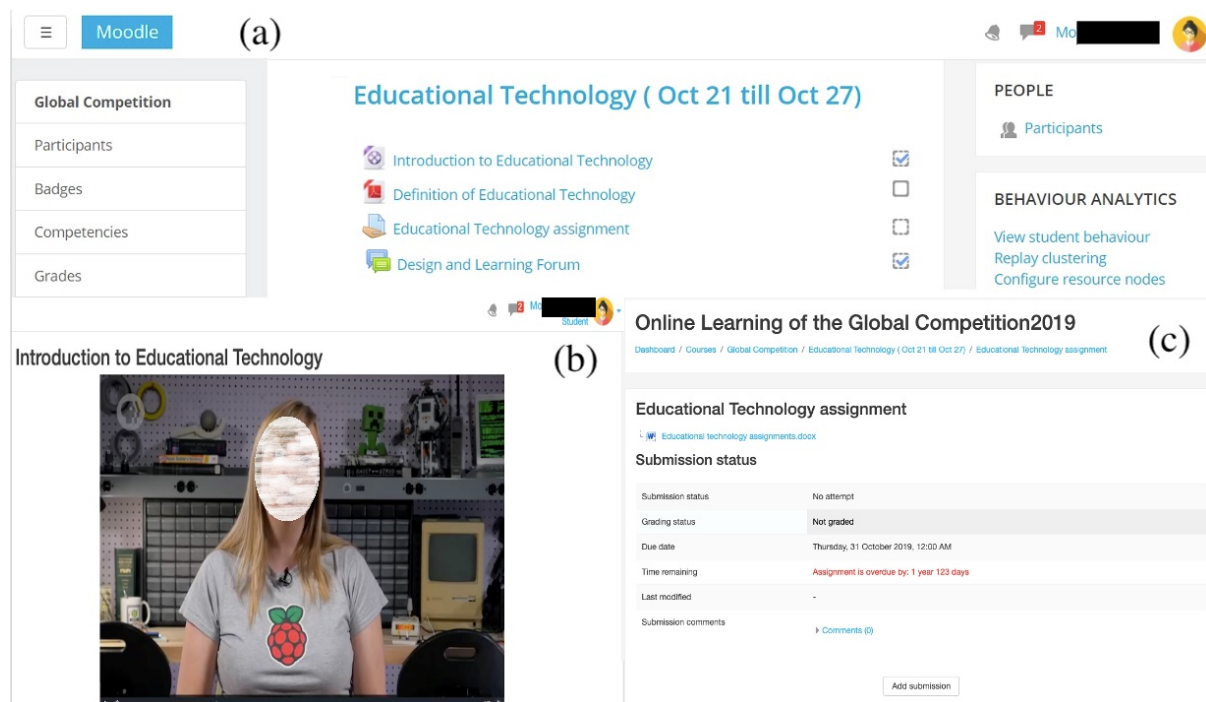 ☰ Moodle (a) 2 Mo
Global Competition
Participants
Badges
Competencies
Grades
Educational Technology ( Oct 21 till Oct 27)
Introduction to Educational Technology
Definition of Educational Technology
Educational Technology assignment
Design and Learning Forum
PEOPLE
Participants
BEHAVIOUR ANALYTICS
View student behaviour
Replay clustering
Configure resource nodes
2 Mo
Student
(b)
Introduction to Educational Technology
Online Learning of the Global Competition2019
(c)
Dashboard / Courses / Global Competition / Educational Technology ( Oct 21 till Oct 27) / Educational Technology assignment
Educational Technology assignment
Educational technology assignments.docx
Submission status
Submission status No attempt
Grading status Not graded
Due date Thursday, 31 October 2019, 12:00 AM
Time remaining Assignment is overdue by: 1 year 123 days
Last modified -
Submission comments
Comments (0)
Add submission